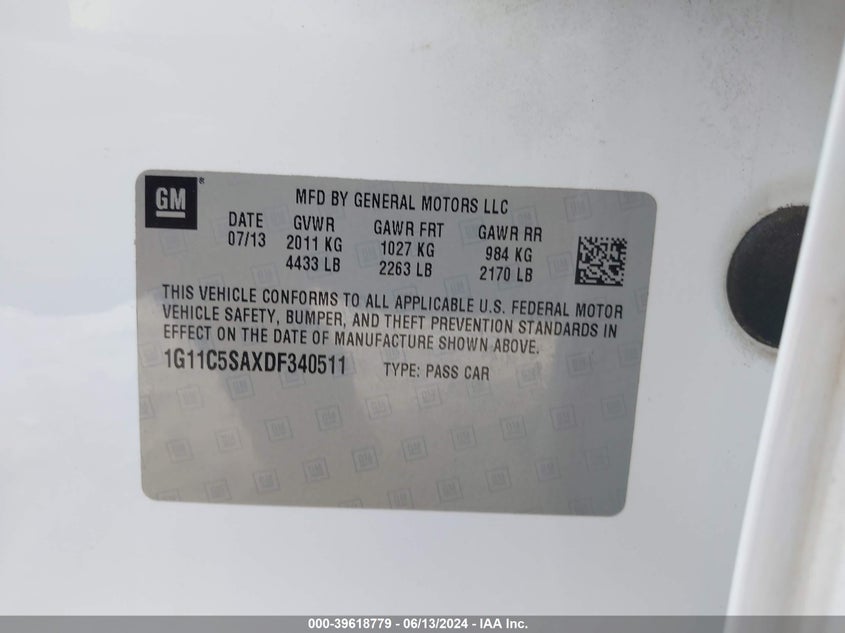 GM®
MFD BY GENERAL MOTORS LLC
DATE GVWR GAWR FRT GAWR RR
07/13 2011 KG 1027 KG 984 KG
4433 LB 2263 LB 2170 LB
THIS VEHICLE CONFORMS TO ALL APPLICABLE U.S. FEDERAL MOTOR
VEHICLE SAFETY, BUMPER, AND THEFT PREVENTION STANDARDS IN
EFFECT ON THE DATE OF MANUFACTURE SHOWN ABOVE.
1G11C5SAXDF340511 TYPE: PASS CAR
000-39618779 - 06/13/2024 - IAA Inc.